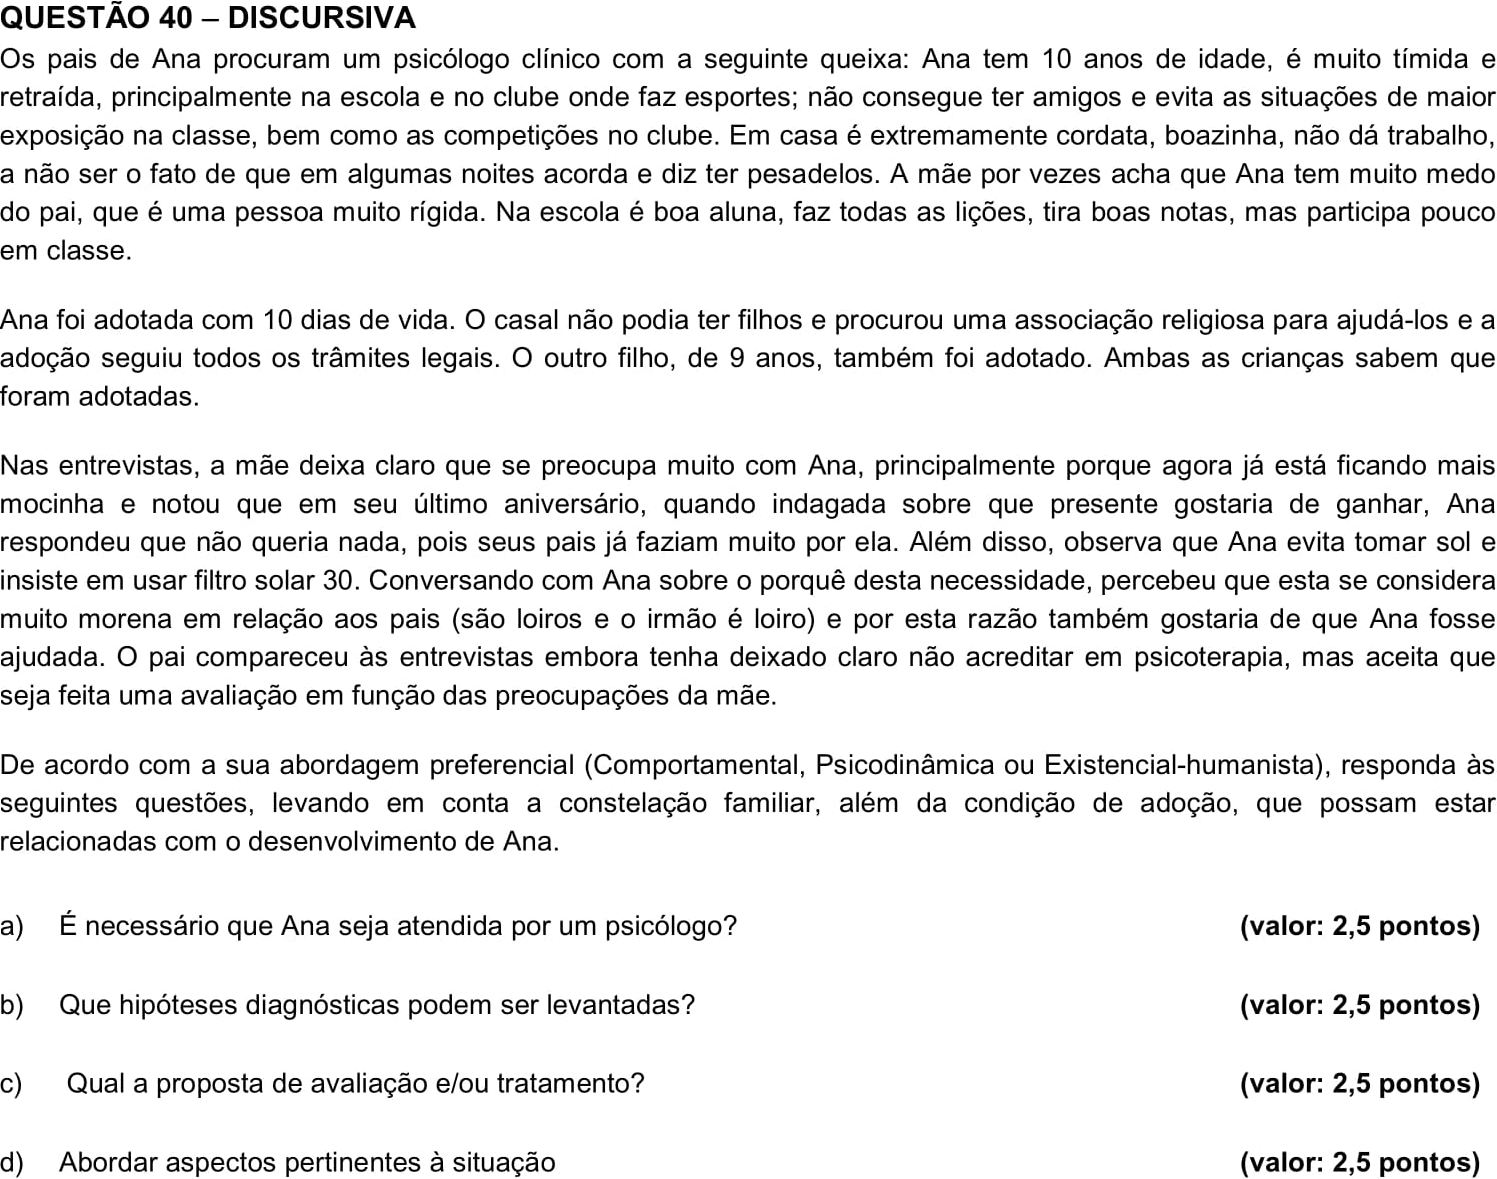 QUESTÃO 40 – DISCURSIVA
Os pais de Ana procuram um psicólogo clínico com a seguinte queixa: Ana tem 10 anos de idade, é muito tímida e
retraída, principalmente na escola e no clube onde faz esportes; não consegue ter amigos e evita as situações de maior
exposição na classe, bem como as competições no clube. Em casa é extremamente cordata, boazinha, não dá trabalho,
a não ser o fato de que em algumas noites acorda e diz ter pesadelos. A mãe por vezes acha que Ana tem muito medo
do pai, que é uma pessoa muito rígida. Na escola é boa aluna, faz todas as lições, tira boas notas, mas participa pouco
em classe.
Ana foi adotada com 10 dias de vida. O casal não podia ter filhos e procurou uma associação religiosa para ajudá-los e a
adoção seguiu todos os trâmites legais. O outro filho, de 9 anos, também foi adotado. Ambas as crianças sabem que
foram adotadas.
Nas entrevistas, a mãe deixa claro que se preocupa muito com Ana, principalmente porque agora já está ficando mais
mocinha e notou que em seu último aniversário, quando indagada sobre que presente gostaria de ganhar, Ana
respondeu que não queria nada, pois seus pais já faziam muito por ela. Além disso, observa que Ana evita tomar sol e
insiste em usar filtro solar 30. Conversando com Ana sobre o porquê desta necessidade, percebeu que esta se considera
muito morena em relação aos pais (são loiros e o irmão é loiro) e por esta razão também gostaria de que Ana fosse
ajudada. O pai compareceu às entrevistas embora tenha deixado claro não acreditar em psicoterapia, mas aceita que
seja feita uma avaliação em função das preocupações da mãe.
De acordo com a sua abordagem preferencial (Comportamental, Psicodinâmica ou Existencial-humanista), responda às
seguintes questões, levando em conta a constelação familiar, além da condição de adoção, que possam estar
relacionadas com o desenvolvimento de Ana.
a) É necessário que Ana seja atendida por um psicólogo? (valor: 2,5 pontos)
b) Que hipóteses diagnósticas podem ser levantadas? (valor: 2,5 pontos)
c) Qual a proposta de avaliação e/ou tratamento? (valor: 2,5 pontos)
d) Abordar aspectos pertinentes à situação (valor: 2,5 pontos)